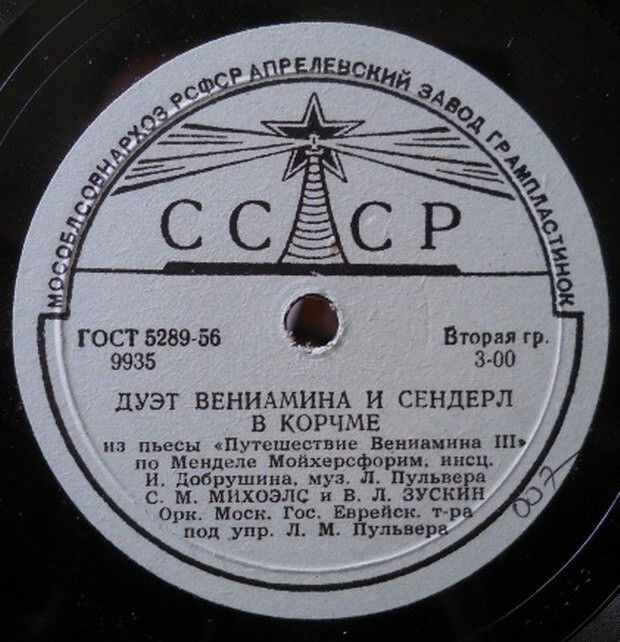 МОСОБЛСОВНАРХОЗ РСФСР АПРЕЛЕВСКИЙ ЗАВОД ГРАМПЛАСТИНОК
СССР
ГОСТ 5289-56
9935
Вторая гр.
3-00
ДУЭТ ВЕНИАМИНА И СЕНДЕРЛ
В КОРЧМЕ
из пьесы «Путешествие Вениамина III»
по Менделе Мойхерсфорим, инсц.
И. Добрушина, муз. Л. Пульвера
С. М. МИХОЭЛС и В. Л. ЗУСКИН
Орк. Моск. Гос. Еврейск. т-ра
под упр. Л. М. Пульвера
007